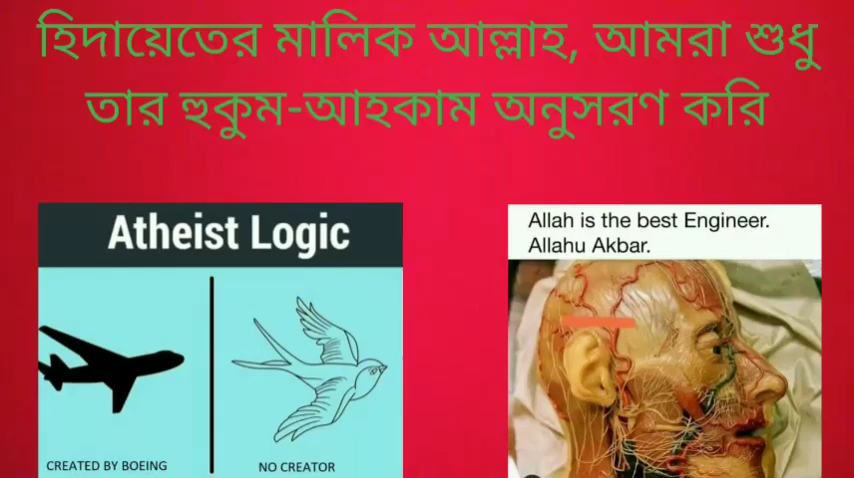 হিদায়েতের মালিক আল্লাহ, আমরা শুধু
তার হুকুম-আহকাম অনুসরণ করি
Atheist Logic
CREATED BY BOEING
NO CREATOR
Allah is the best Engineer.
Allahu Akbar.